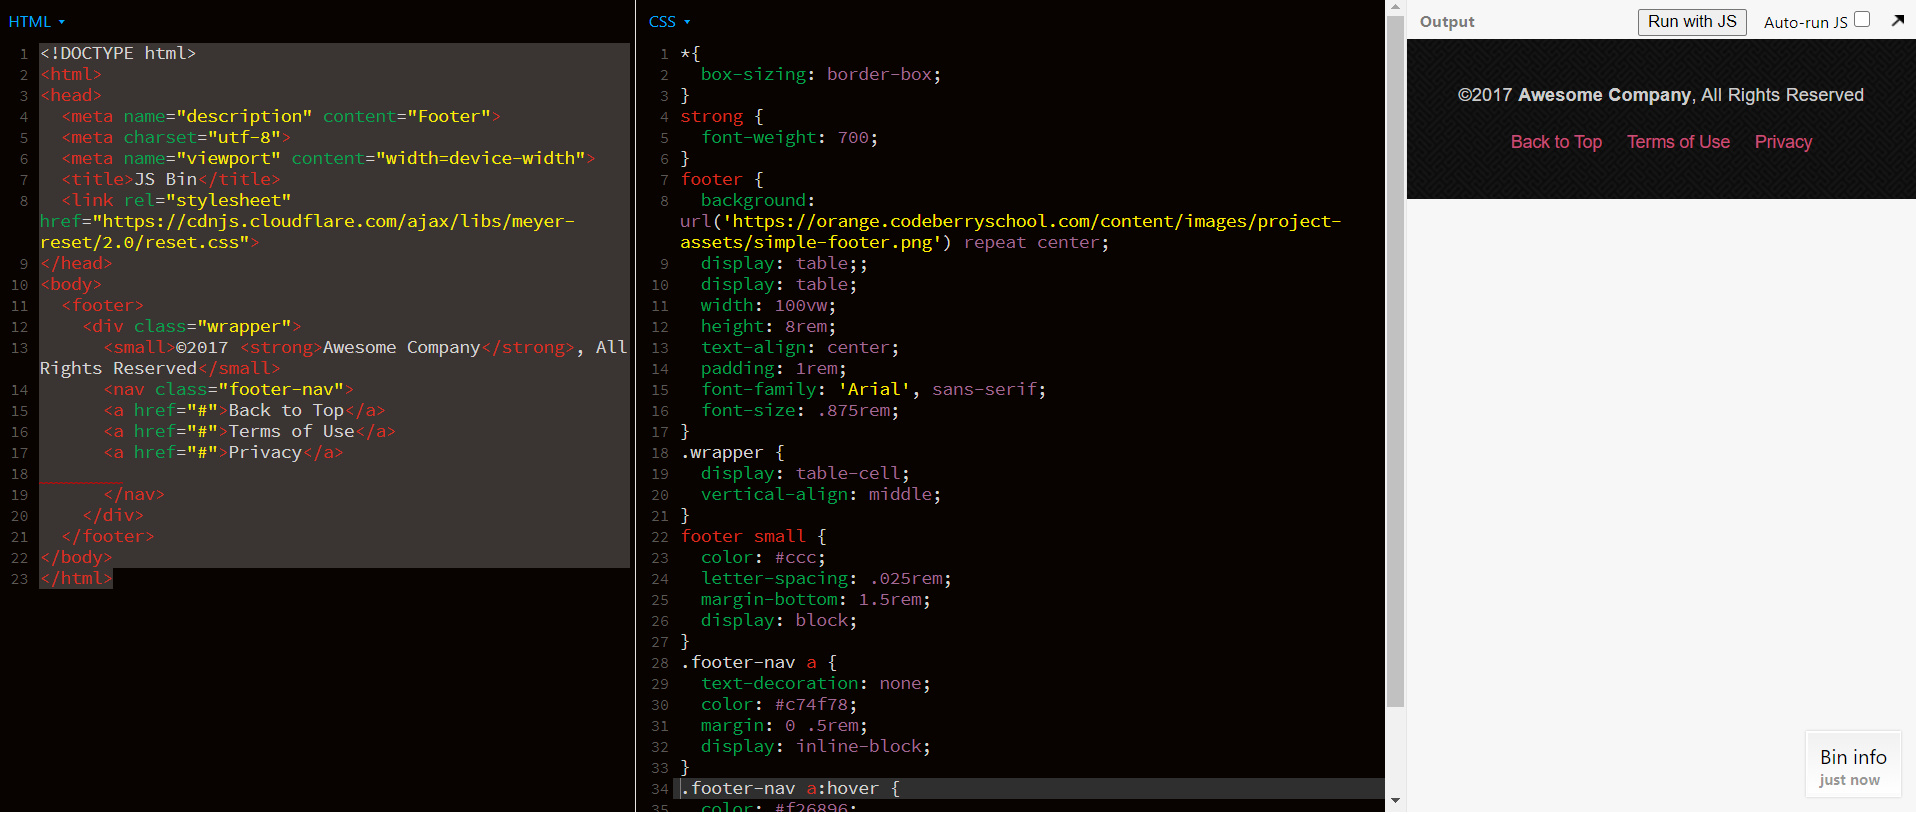 HTML
1 <!DOCTYPE html>
2 <html>
3 <head>
4 <meta name="description" content="Footer">
5 <meta charset="utf-8">
6 <meta name="viewport" content="width=device-width">
7 <title>JS Bin</title>
8 <link rel="stylesheet"
href="https://cdnjs.cloudflare.com/ajax/libs/meyer-
reset/2.0/reset.css">
9 </head>
10 <body>
11 <footer>
12 <div class="wrapper">
13 <small>©2017 <strong>Awesome Company</strong>, All
Rights Reserved</small>
14 <nav class="footer-nav">
15 <a href="#">Back to Top</a>
16 <a href="#">Terms of Use</a>
17 <a href="#">Privacy</a>
18
19 </nav>
20 </div>
21 </footer>
22 </body>
23 </html>
CSS
1 *{
2 box-sizing: border-box;
3 }
4 strong {
5 font-weight: 700;
6 }
7 footer {
8 background:
url('https://orange.codeberryschool.com/content/images/project-
assets/simple-footer.png') repeat center;
9 display: table;;
10 display: table;
11 width: 100vw;
12 height: 8rem;
13 text-align: center;
14 padding: 1rem;
15 font-family: 'Arial', sans-serif;
16 font-size: .875rem;
17 }
18 .wrapper {
19 display: table-cell;
20 vertical-align: middle;
21 }
22 footer small {
23 color: #ccc;
24 letter-spacing: .025rem;
25 margin-bottom: 1.5rem;
26 display: block;
27 }
28 .footer-nav a {
29 text-decoration: none;
30 color: #c74f78;
31 margin: 0 .5rem;
32 display: inline-block;
33 }
34 .footer-nav a:hover {
35 color: #f26896;
Output
Run with JS
Auto-run JS
©2017 Awesome Company, All Rights Reserved
Back to Top Terms of Use Privacy
Bin info
just now